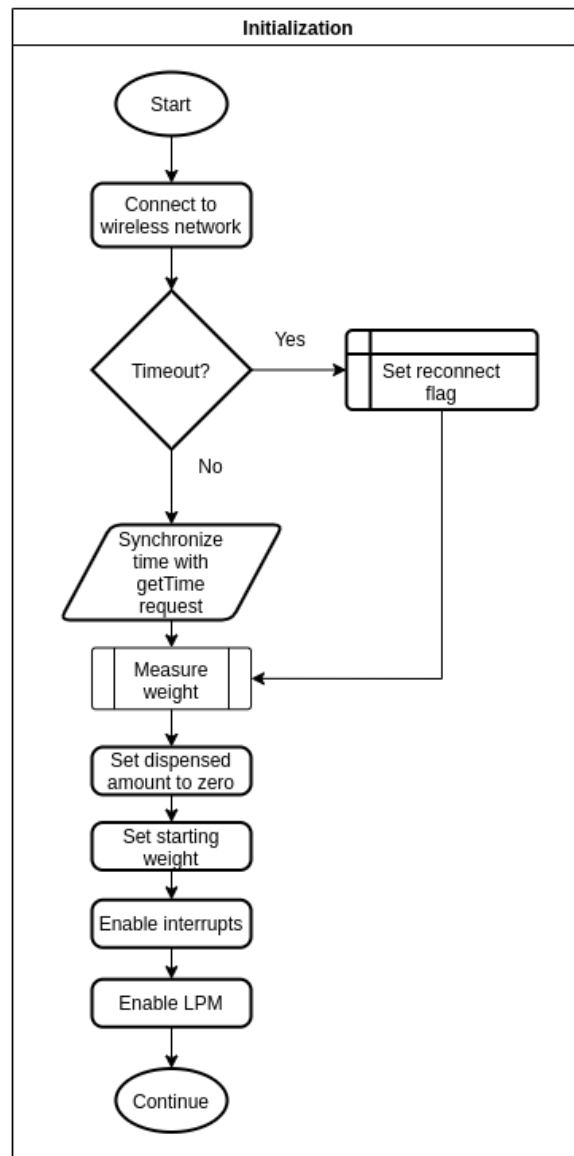 Initialization
Start
Connect to
wireless network
Timeout?
Yes
Set reconnect
flag
No
Synchronize
time with
getTime
request
Measure
weight
Set dispensed
amount to zero
Set starting
weight
Enable interrupts
Enable LPM
Continue